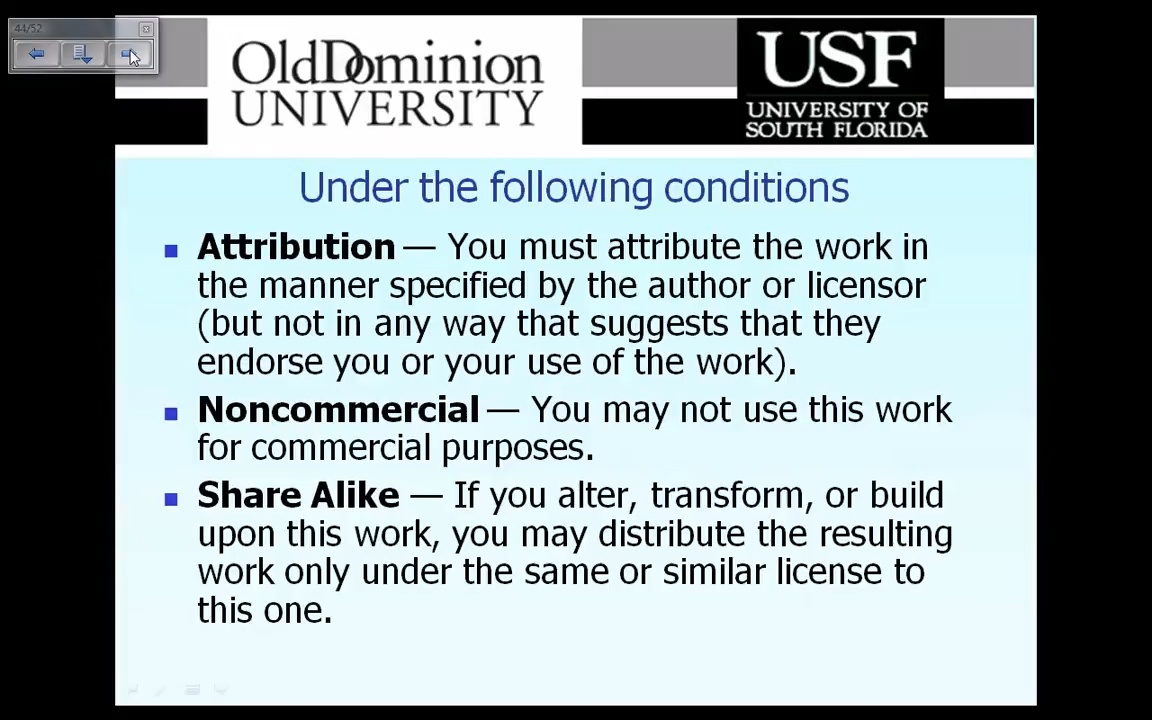 44/52
OldDominion
UNIVERSITY
USF
UNIVERSITY OF
SOUTH FLORIDA
Under the following conditions
Attribution — You must attribute the work in
the manner specified by the author or licensor
(but not in any way that suggests that they
endorse you or your use of the work).
Noncommercial — You may not use this work
for commercial purposes.
Share Alike — If you alter, transform, or build
upon this work, you may distribute the resulting
work only under the same or similar license to
this one.